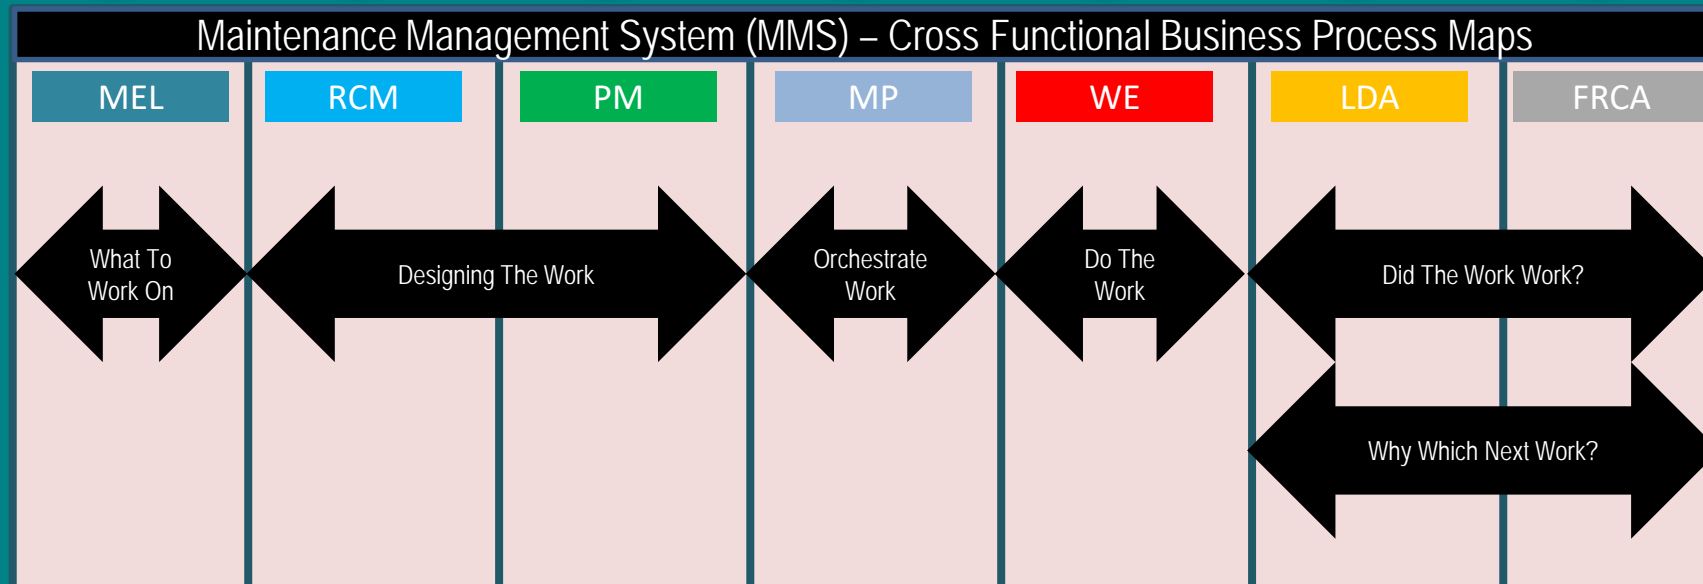 Maintenance Management System (MMS) – Cross Functional Business Process Maps
MEL
RCM
PM
MP
WE
LDA
FRCA
What To
Work On
Designing The Work
Orchestrate
Work
Do The
Work
Did The Work Work?
Why Which Next Work?